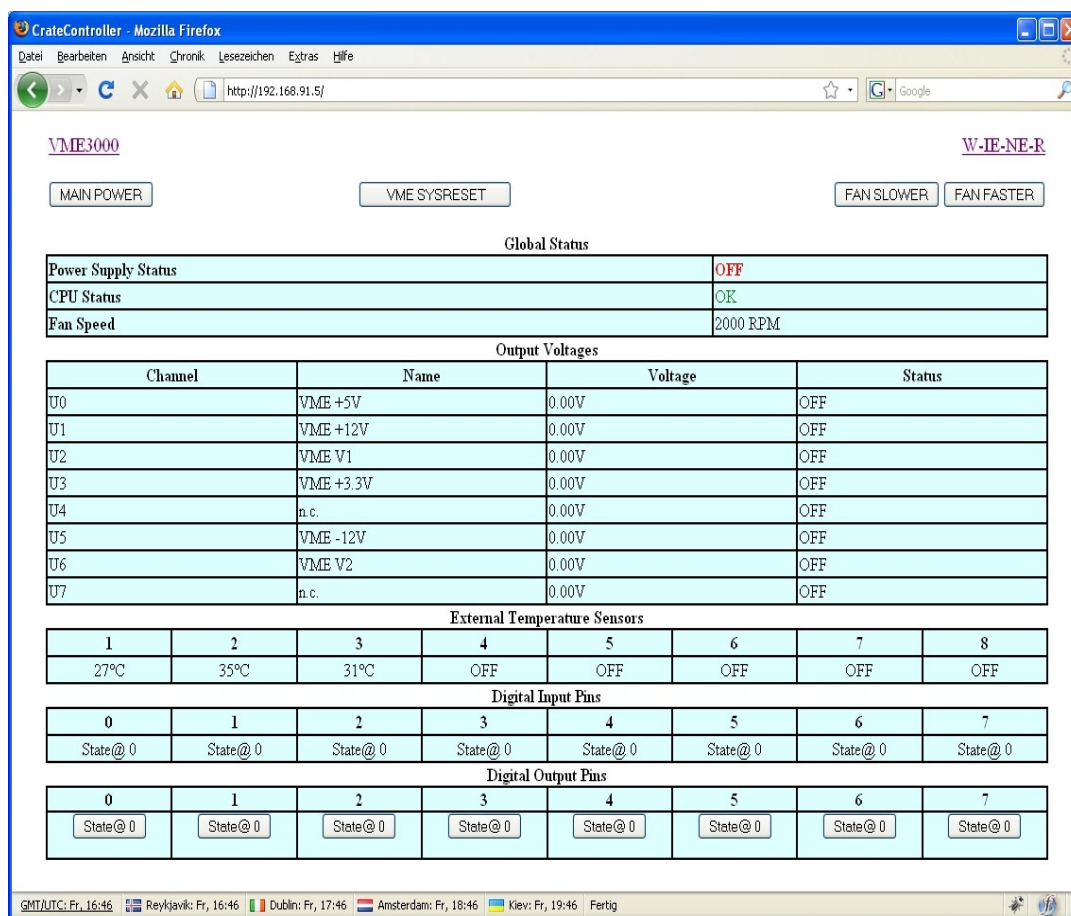 CrateController - Mozilla Firefox
Datei Bearbeiten Ansicht Chronik Lesezeichen Extras Hilfe
http://192.168.91.5/ G Google
VME3000 W-IE-NE-R
MAIN POWER VME SYSRESET FAN SLOWER FAN FASTER
Global Status
Power Supply Status OFF
CPU Status OK
Fan Speed 2000 RPM
Output Voltages
Channel Name Voltage Status
U0 VME +5V 0.00V OFF
U1 VME +12V 0.00V OFF
U2 VME V1 0.00V OFF
U3 VME +3.3V 0.00V OFF
U4 n.c. 0.00V OFF
U5 VME -12V 0.00V OFF
U6 VME V2 0.00V OFF
U7 n.c. 0.00V OFF
External Temperature Sensors
1 2 3 4 5 6 7 8
27°C 35°C 31°C OFF OFF OFF OFF OFF
Digital Input Pins
0 1 2 3 4 5 6 7
State@ 0 State@ 0 State@ 0 State@ 0 State@ 0 State@ 0 State@ 0 State@ 0
Digital Output Pins
0 1 2 3 4 5 6 7
State@ 0 State@ 0 State@ 0 State@ 0 State@ 0 State@ 0 State@ 0 State@ 0
GMT/UTC: Fr, 16:46 Reykjavik: Fr, 16:46 Dublin: Fr, 17:46 Amsterdam: Fr, 18:46 Kiev: Fr, 19:46 Fertig